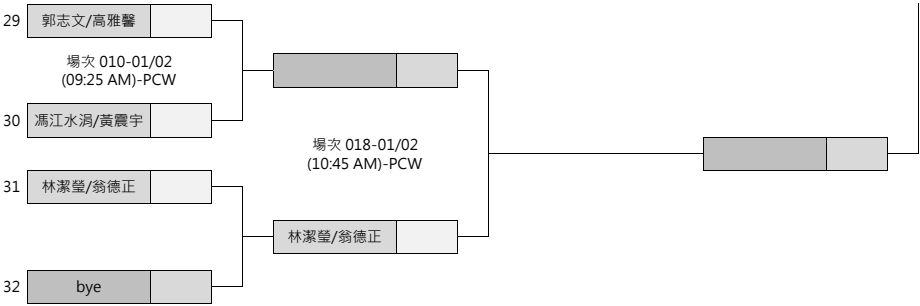 29 郭志文/高雅馨
場次 010-01/02
(09:25 AM)-PCW
30 馮江水涓/黃震宇
場次 018-01/02
(10:45 AM)-PCW
31 林潔瑩/翁德正
林潔瑩/翁德正
32 bye